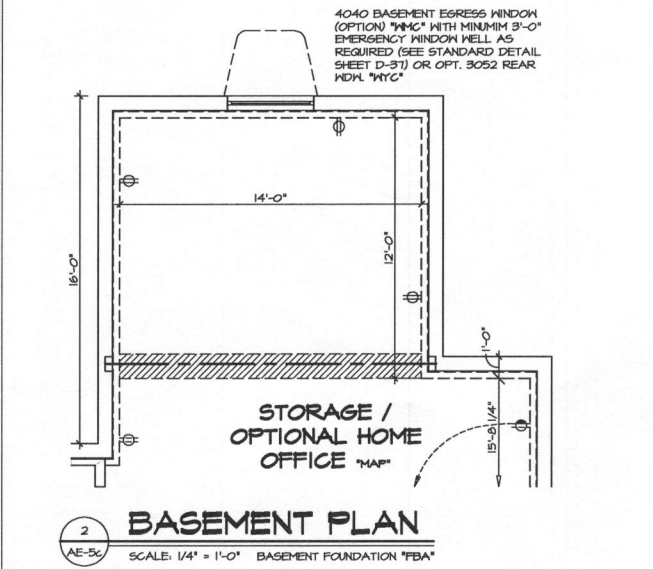 4040 BASEMENT EGRESS WINDOW
(OPTION) "WMC" WITH MINUMIM 3'-0"
EMERGENCY WINDOW WELL AS
REQUIRED (SEE STANDARD DETAIL
SHEET D-37) OR OPT. 3052 REAR
WDW. "WYC"
14'-0"
16'-0"
12'-0"
1'-0"
15'-8 1/4"
STORAGE /
OPTIONAL HOME
OFFICE "MAP"
2
AE-5c
BASEMENT PLAN
SCALE: 1/4" = 1'-0" BASEMENT FOUNDATION "FBA"